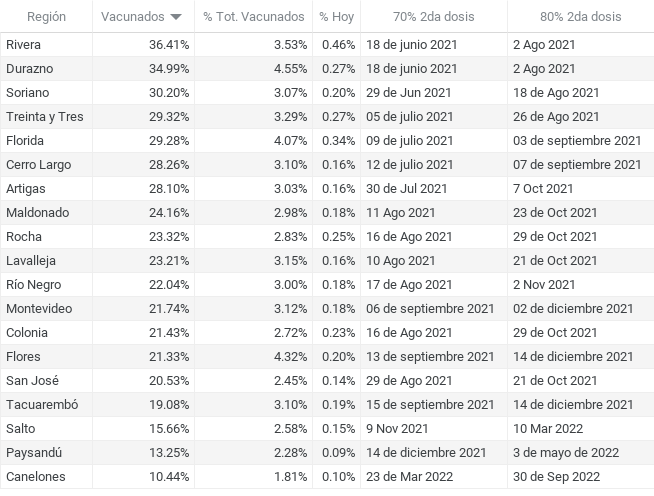 Región Vacunados % Tot. Vacunados % Hoy 70% 2da dosis 80% 2da dosis
Rivera 36.41% 3.53% 0.46% 18 de junio 2021 2 Ago 2021
Durazno 34.99% 4.55% 0.27% 18 de junio 2021 2 Ago 2021
Soriano 30.20% 3.07% 0.20% 29 de Jun 2021 18 de Ago 2021
Treinta y Tres 29.32% 3.29% 0.27% 05 de julio 2021 26 de Ago 2021
Florida 29.28% 4.07% 0.34% 09 de julio 2021 03 de septiembre 2021
Cerro Largo 28.26% 3.10% 0.16% 12 de julio 2021 07 de septiembre 2021
Artigas 28.10% 3.03% 0.16% 30 de Jul 2021 7 Oct 2021
Maldonado 24.16% 2.98% 0.18% 11 Ago 2021 23 de Oct 2021
Rocha 23.32% 2.83% 0.25% 16 de Ago 2021 29 de Oct 2021
Lavalleja 23.21% 3.15% 0.16% 10 Ago 2021 21 de Oct 2021
Río Negro 22.04% 3.00% 0.18% 17 de Ago 2021 2 Nov 2021
Montevideo 21.74% 3.12% 0.18% 06 de septiembre 2021 02 de diciembre 2021
Colonia 21.43% 2.72% 0.23% 16 de Ago 2021 29 de Oct 2021
Flores 21.33% 4.32% 0.20% 13 de septiembre 2021 14 de diciembre 2021
San José 20.53% 2.45% 0.14% 29 de Ago 2021 21 de Oct 2021
Tacuarembó 19.08% 3.10% 0.19% 15 de septiembre 2021 14 de diciembre 2021
Salto 15.66% 2.58% 0.15% 9 Nov 2021 10 Mar 2022
Paysandú 13.25% 2.28% 0.09% 14 de diciembre 2021 3 de mayo de 2022
Canelones 10.44% 1.81% 0.10% 23 de Mar 2022 30 de Sep 2022